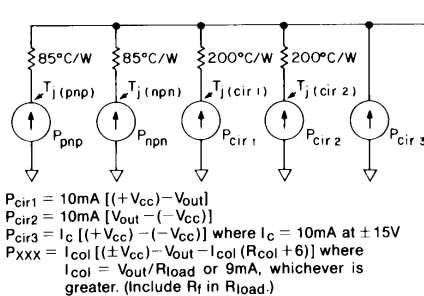 85°C/W 85°C/W 200°C/W 200°C/W
Tj (pnp) Tj (npn) Tj (cir 1) Tj (cir 2)
Ppnp Pnpn Pcir 1 Pcir 2 Pcir 3
Pcir1 = 10mA [(+Vcc)−Vout]
Pcir2 = 10mA [Vout −(−Vcc)]
Pcir3 = Ic [(+Vcc) −(−Vcc)] where Ic = 10mA at ±15V
Pxxx = Icol [(±Vcc)−Vout−Icol (Rcol +6)] where
Icol = Vout/Rload or 9mA, whichever is
greater. (Include Rf in Rload.)